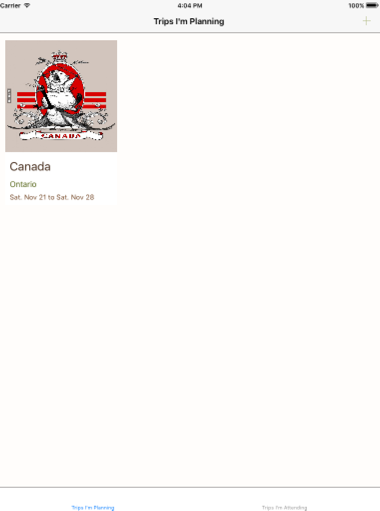 Carrier 4:04 PM 100%
Trips I'm Planning
CANADA
Canada
Ontario
Sat. Nov 21 to Sat. Nov 28
Trips I'm Planning Trips I'm Attending